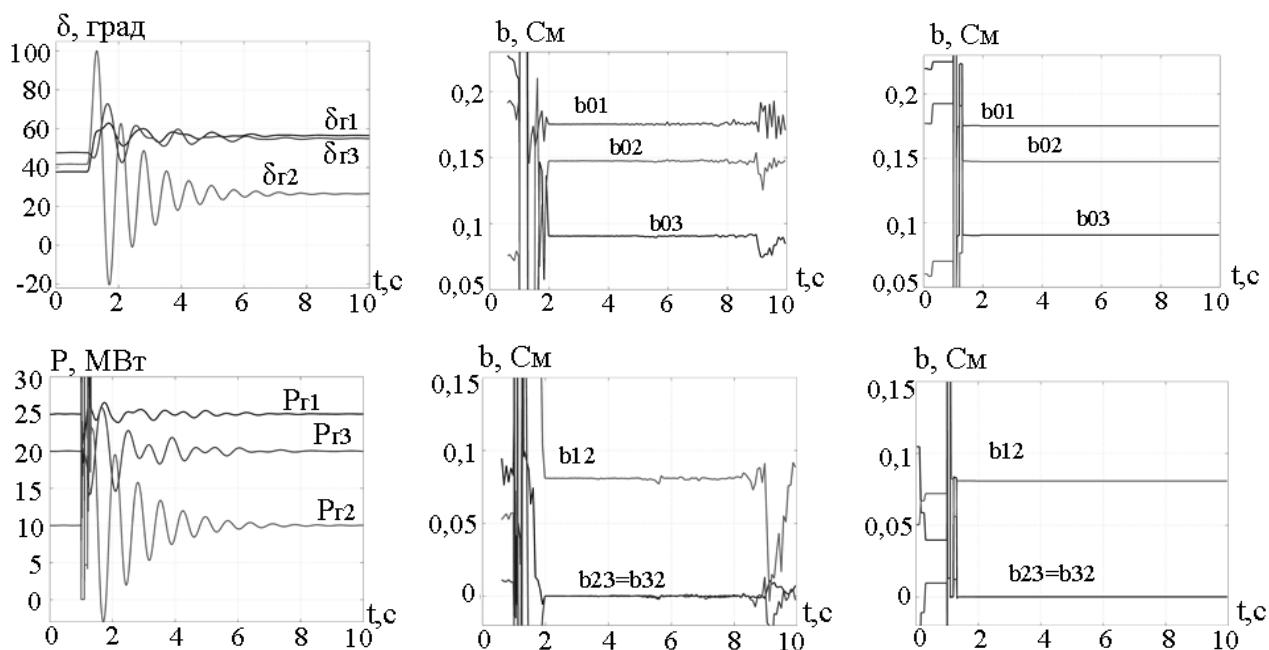 δ, град
100
80
60
40
20
0
-20
δг1
δг3
δг2
0 2 4 6 8 10
t,с
b, См
0,2
0,15
0,1
0,05
b01
b02
b03
0 2 4 6 8 10
t,с
b, См
0,2
0,15
0,1
0,05
b01
b02
b03
0 2 4 6 8 10
t,с
P, МВт
30
25
20
15
10
5
0
Pг1
Pг3
Pг2
0 2 4 6 8 10
t,с
b, См
0,15
0,1
0,05
0
b12
b23=b32
0 2 4 6 8 10
t,с
b, См
0,15
0,1
0,05
0
b12
b23=b32
0 2 4 6 8 10
t,с